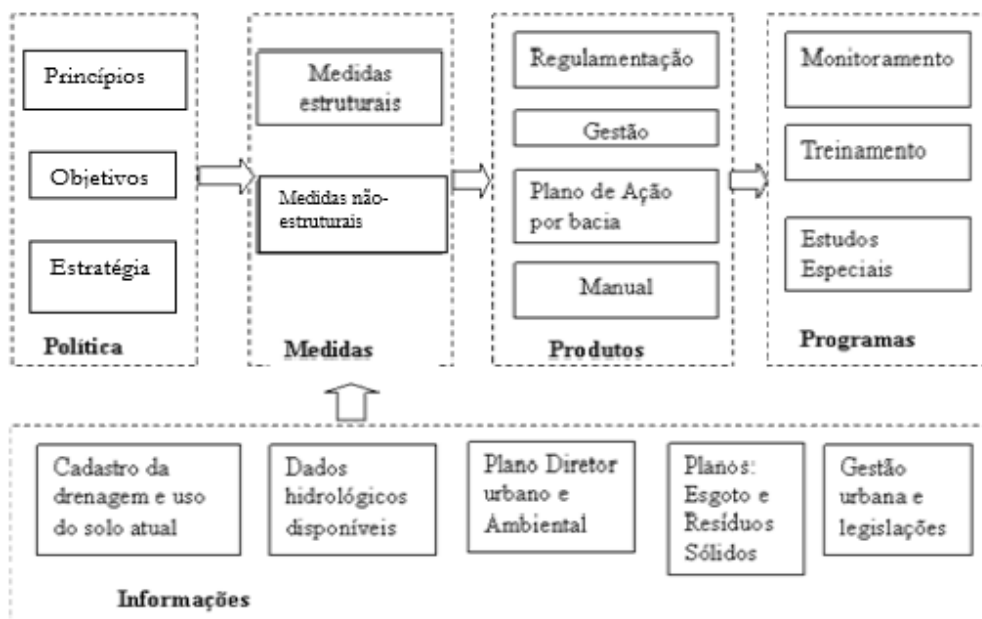 Princípios
Objetivos
Estratégia
Política
Medidas
estruturais
Medidas não-
estruturais
Medidas
Regulamentação
Gestão
Plano de Ação
por bacia
Manual
Produtos
Monitoramento
Treinamento
Estudos
Especiais
Programas
Cadastro da
drenagem e uso
do solo atual
Dados
hidrológicos
disponíveis
Plano Diretor
urbano e
Ambiental
Planos:
Esgoto e
Resíduos
Sólidos
Gestão
urbana e
legislações
Informações